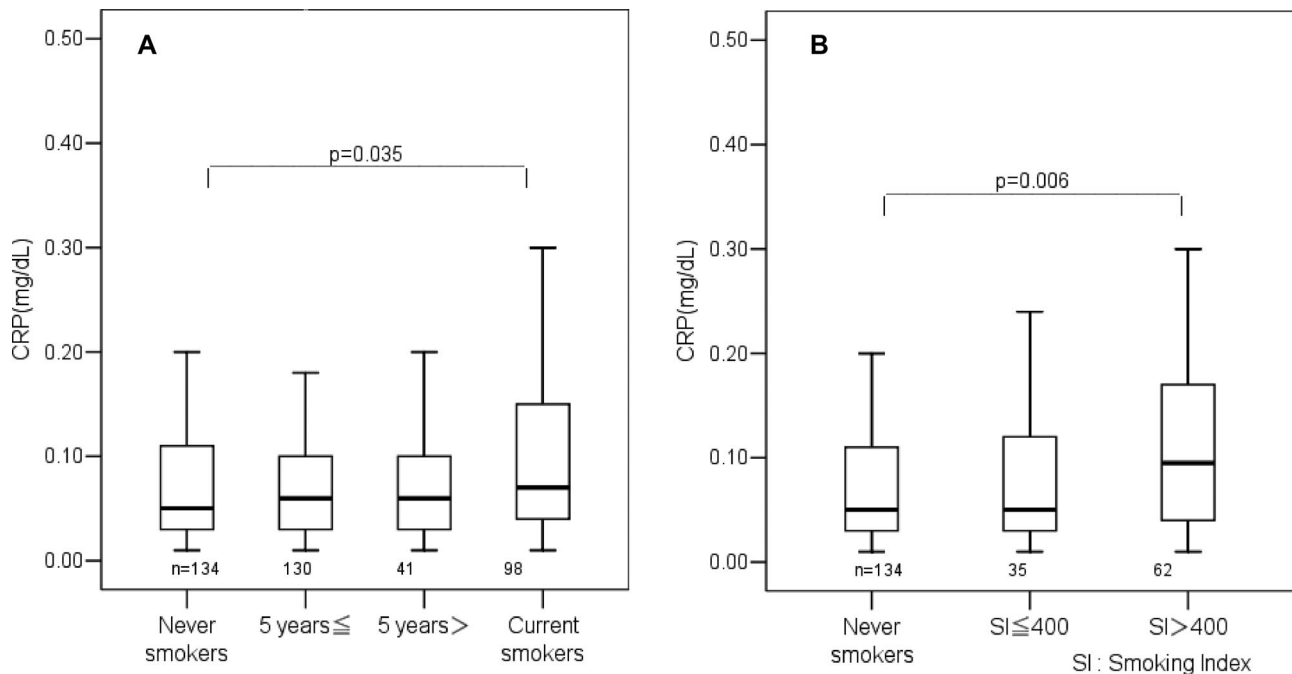 A
0.50
0.40
0.30
0.20
0.10
0.00
CRP(mg/dL)
p=0.035
n=134 130 41 98
Never smokers
5 years≦
5 years>
Current smokers
B
0.50
0.40
0.30
0.20
0.10
0.00
CRP(mg/dL)
p=0.006
n=134 35 62
Never smokers
SI≦400
SI>400
SI : Smoking Index